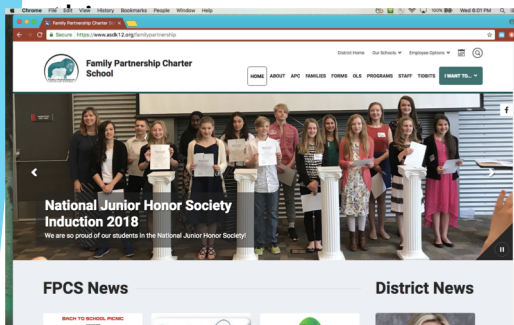 Chrome File Edit View History Bookmarks People Window Help
100% Wed 9:01 PM
Family Partnership Charter Sc
Secure https://www.asdk12.org/familypartnership
District Home Our Schools Employee Options
Family Partnership Charter
School
HOME ABOUT APC FAMILIES FORMS OLS PROGRAMS STAFF TIDBITS I WANT TO...
f
National Junior Honor Society
Induction 2018
We are so proud of our students in the National Junior Honor Society!
FPCS News
District News
BACK TO SCHOOL PICNIC